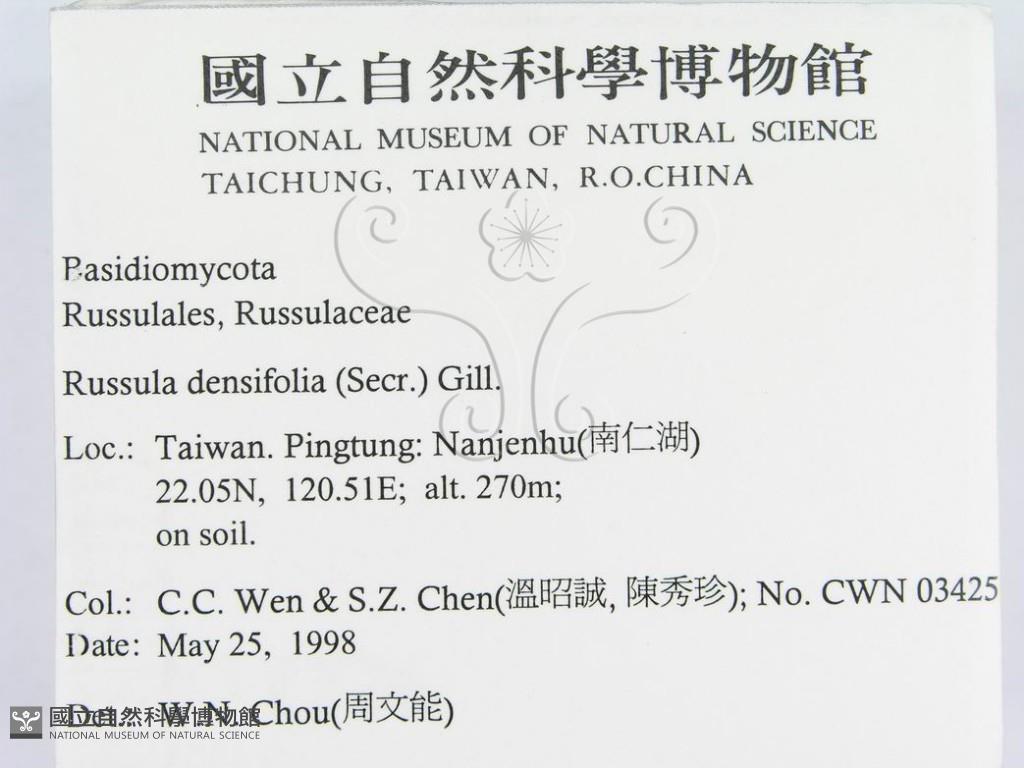 國立自然科學博物館
NATIONAL MUSEUM OF NATURAL SCIENCE
TAICHUNG, TAIWAN, R.O.CHINA
Basidiomycota
Russulales, Russulaceae
Russula densifolia (Secr.) Gill.
Loc.: Taiwan. Pingtung: Nanjenhu(南仁湖)
22.05N, 120.51E; alt. 270m;
on soil.
Col.: C.C. Wen & S.Z. Chen(溫昭誠, 陳秀珍); No. CWN 03425
Date: May 25, 1998
Det.: W.N. Chou(周文能)
國立自然科學博物館
NATIONAL MUSEUM OF NATURAL SCIENCE